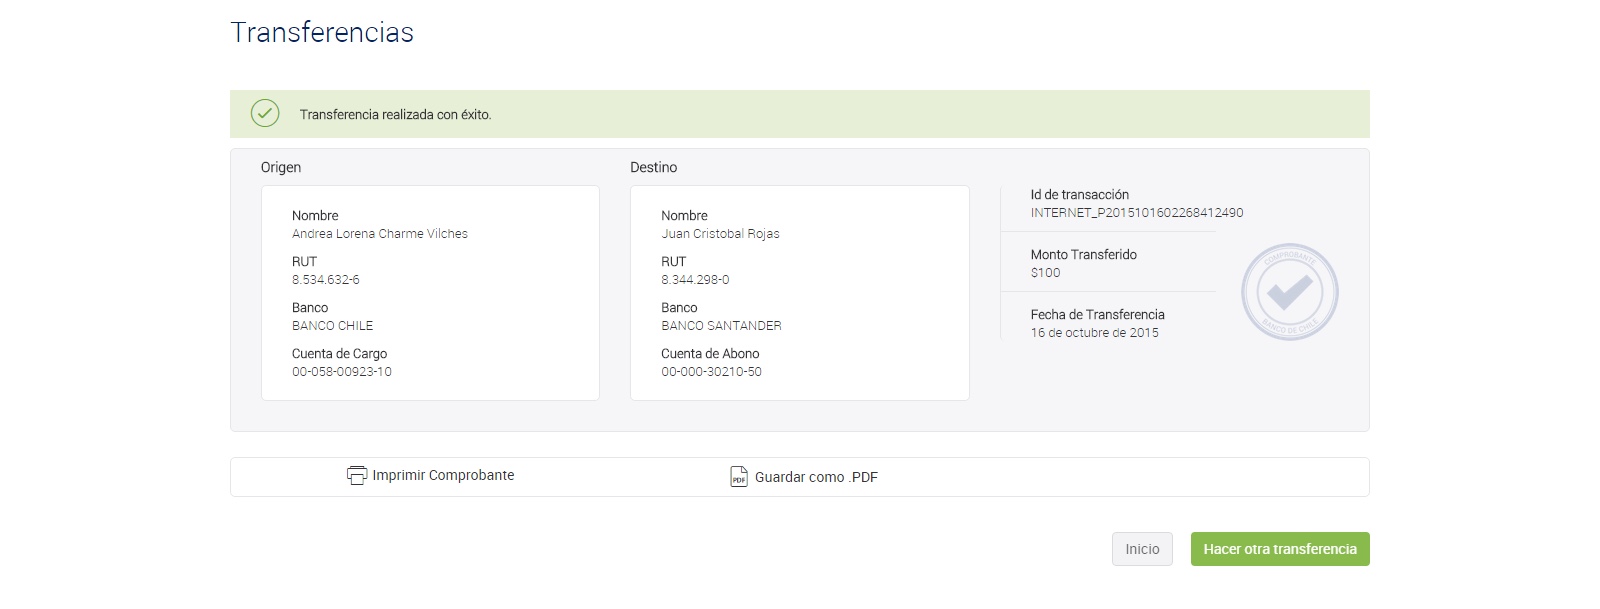 Transferencias
Transferencia realizada con éxito.
Origen
Nombre
Andrea Lorena Charme Vilches
RUT
8.534.632-6
Banco
BANCO CHILE
Cuenta de Cargo
00-058-00923-10
Destino
Nombre
Juan Cristobal Rojas
RUT
8.344.298-0
Banco
BANCO SANTANDER
Cuenta de Abono
00-000-30210-50
Id de transacción
INTERNET_P2015101602268412490
Monto Transferido
$100
Fecha de Transferencia
16 de octubre de 2015
COMPROBANTE
BANCO DE CHILE
Imprimir Comprobante
PDF
Guardar como .PDF
Inicio
Hacer otra transferencia